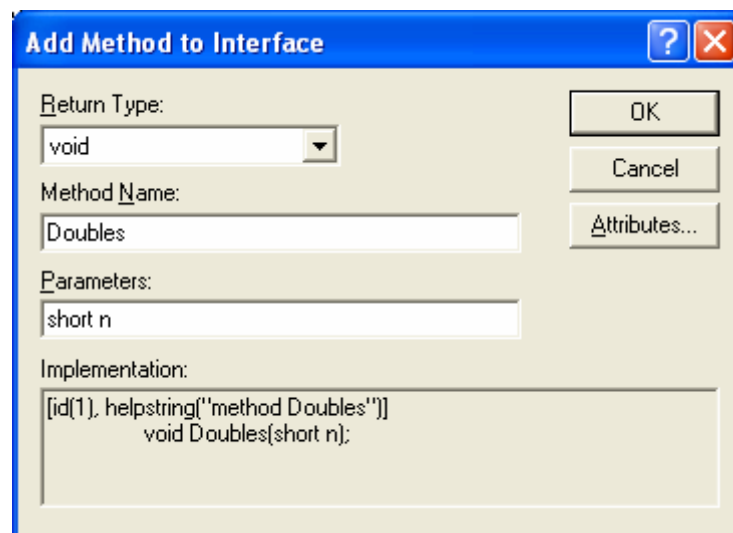 Add Method to Interface
Return Type:
OK
void
Cancel
Method Name:
Doubles
Attributes...
Parameters:
short n
Implementation:
[id(1), helpstring("method Doubles")]
void Doubles(short n);